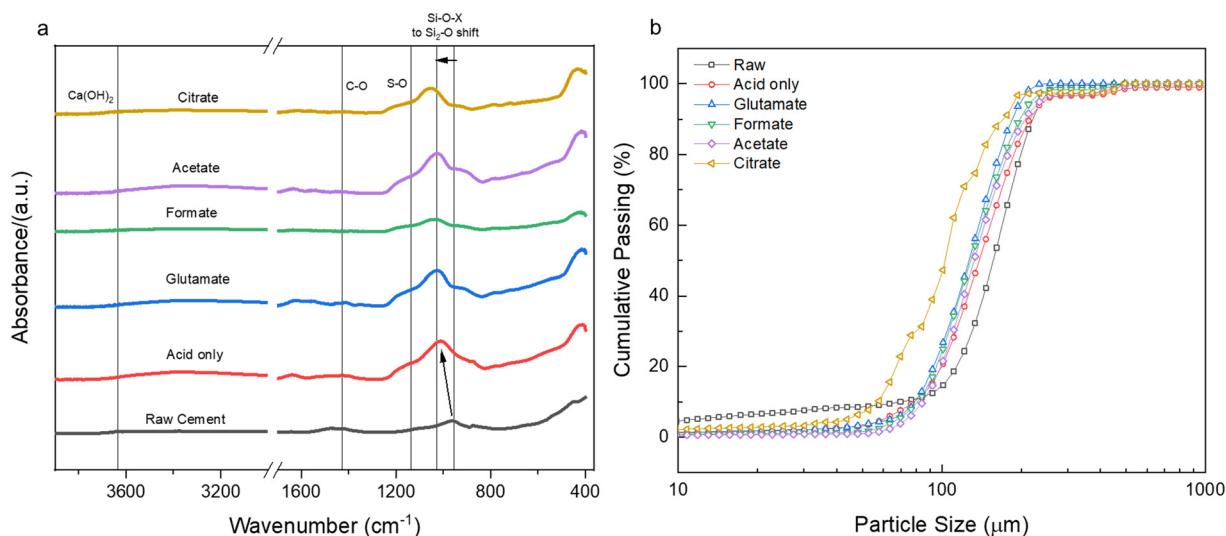 a
Si-O-X
to Si₂-O shift
Ca(OH)₂
C-O
S-O
Citrate
Acetate
Formate
Glutamate
Acid only
Raw Cement
Absorbance/(a.u.)
3600
3200
1600
1200
800
400
Wavenumber (cm⁻¹)
b
Raw
Acid only
Glutamate
Formate
Acetate
Citrate
100
80
60
40
20
0
Cumulative Passing (%)
10
100
1000
Particle Size (μm)